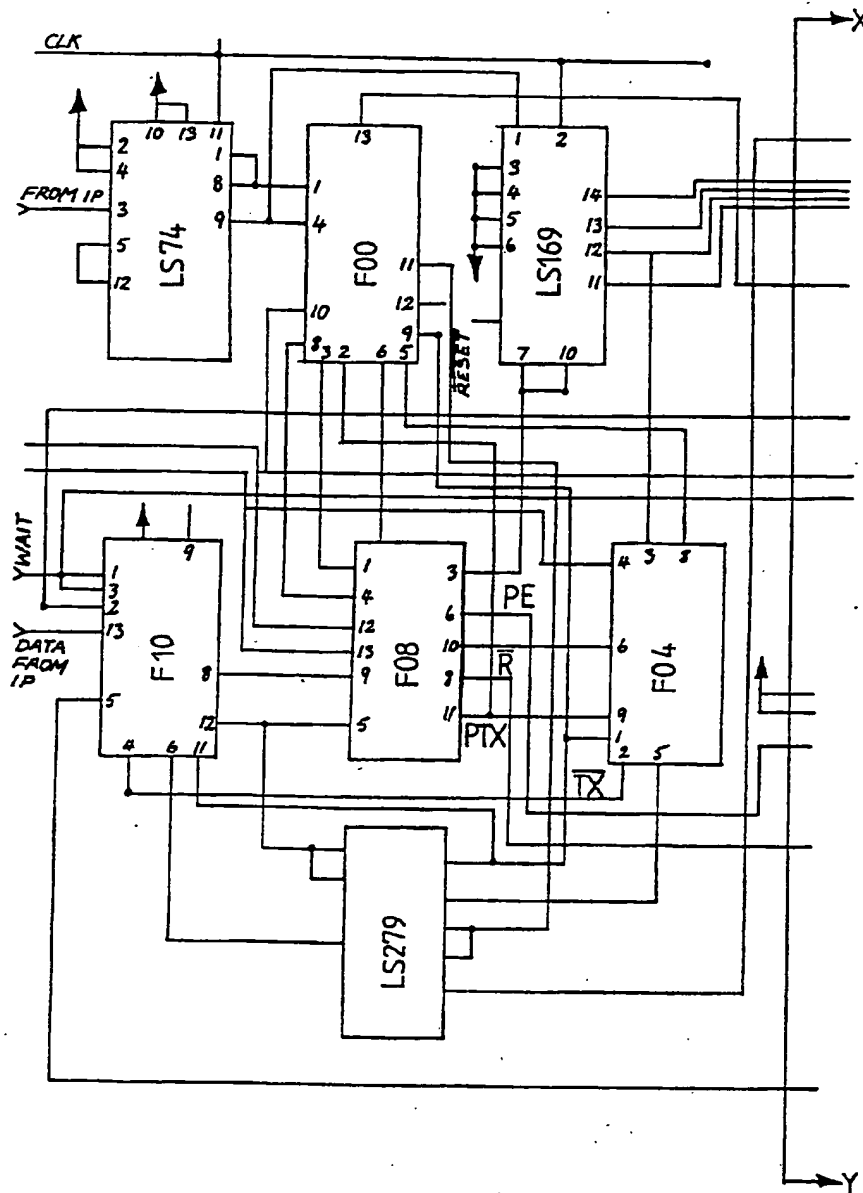 X
CLK
10 13 11
2
4
1
8
FROM IP
3
9
5
12
LS74
13
1
4
11
12
10
9
8
3 2 6 5
F00
RESET
1 2
3
4
5
6
14
13
12
11
7 10
LS169
WAIT
9
1
3
2
13
DATA
FROM
IP
8
5
12
4 6 11
F10
1
4
12
13
9
5
3
6
10
8
11
F08
PE
R̅
PTX
T̅X̅
4 3 8
6
9
1
2 5
F04
LS279
Y